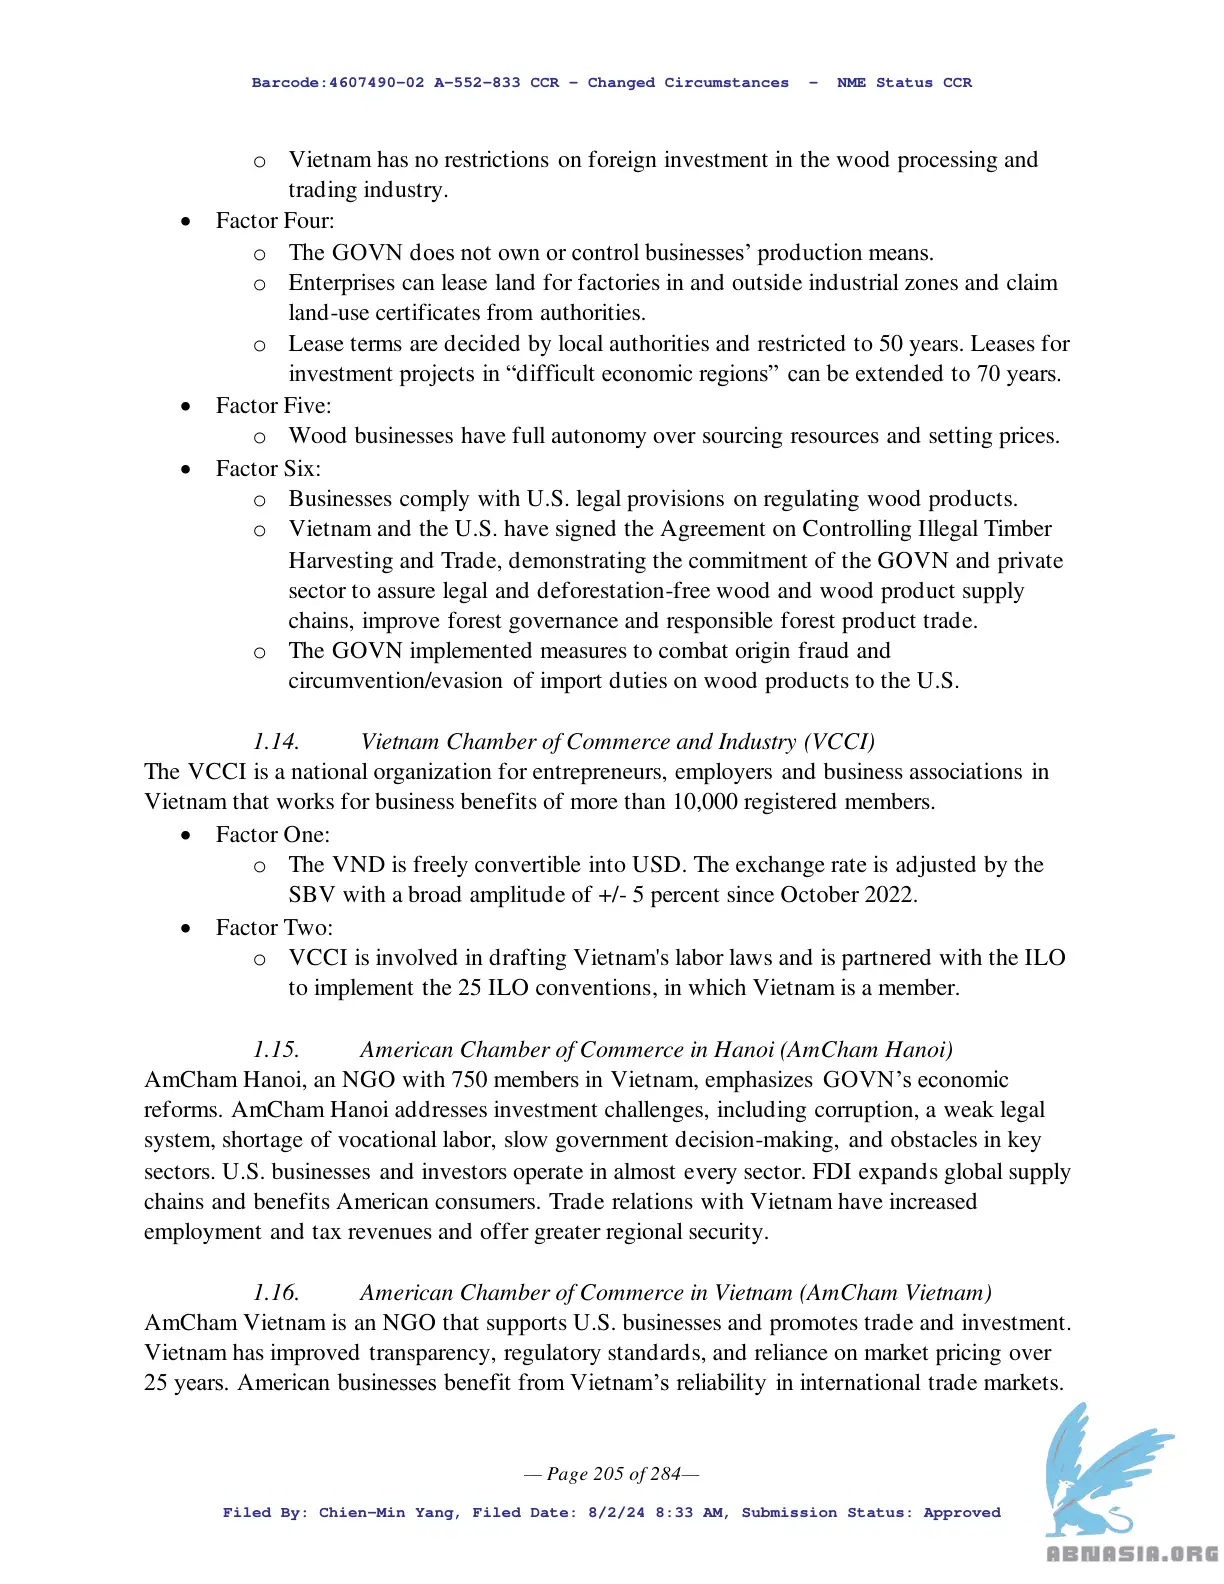 Barcode:4607490-02 A-552-833 CCR - Changed Circumstances - NME Status CCR
o Vietnam has no restrictions on foreign investment in the wood processing and
trading industry.
• Factor Four:
o The GOVN does not own or control businesses’ production means.
o Enterprises can lease land for factories in and outside industrial zones and claim
land-use certificates from authorities.
o Lease terms are decided by local authorities and restricted to 50 years. Leases for
investment projects in “difficult economic regions” can be extended to 70 years.
• Factor Five:
o Wood businesses have full autonomy over sourcing resources and setting prices.
• Factor Six:
o Businesses comply with U.S. legal provisions on regulating wood products.
o Vietnam and the U.S. have signed the Agreement on Controlling Illegal Timber
Harvesting and Trade, demonstrating the commitment of the GOVN and private
sector to assure legal and deforestation-free wood and wood product supply
chains, improve forest governance and responsible forest product trade.
o The GOVN implemented measures to combat origin fraud and
circumvention/evasion of import duties on wood products to the U.S.
1.14. Vietnam Chamber of Commerce and Industry (VCCI)
The VCCI is a national organization for entrepreneurs, employers and business associations in
Vietnam that works for business benefits of more than 10,000 registered members.
• Factor One:
o The VND is freely convertible into USD. The exchange rate is adjusted by the
SBV with a broad amplitude of +/- 5 percent since October 2022.
• Factor Two:
o VCCI is involved in drafting Vietnam's labor laws and is partnered with the ILO
to implement the 25 ILO conventions, in which Vietnam is a member.
1.15. American Chamber of Commerce in Hanoi (AmCham Hanoi)
AmCham Hanoi, an NGO with 750 members in Vietnam, emphasizes GOVN’s economic
reforms. AmCham Hanoi addresses investment challenges, including corruption, a weak legal
system, shortage of vocational labor, slow government decision-making, and obstacles in key
sectors. U.S. businesses and investors operate in almost every sector. FDI expands global supply
chains and benefits American consumers. Trade relations with Vietnam have increased
employment and tax revenues and offer greater regional security.
1.16. American Chamber of Commerce in Vietnam (AmCham Vietnam)
AmCham Vietnam is an NGO that supports U.S. businesses and promotes trade and investment.
Vietnam has improved transparency, regulatory standards, and reliance on market pricing over
25 years. American businesses benefit from Vietnam’s reliability in international trade markets.
— Page 205 of 284—
Filed By: Chien-Min Yang, Filed Date: 8/2/24 8:33 AM, Submission Status: Approved
ABNASIA.ORG